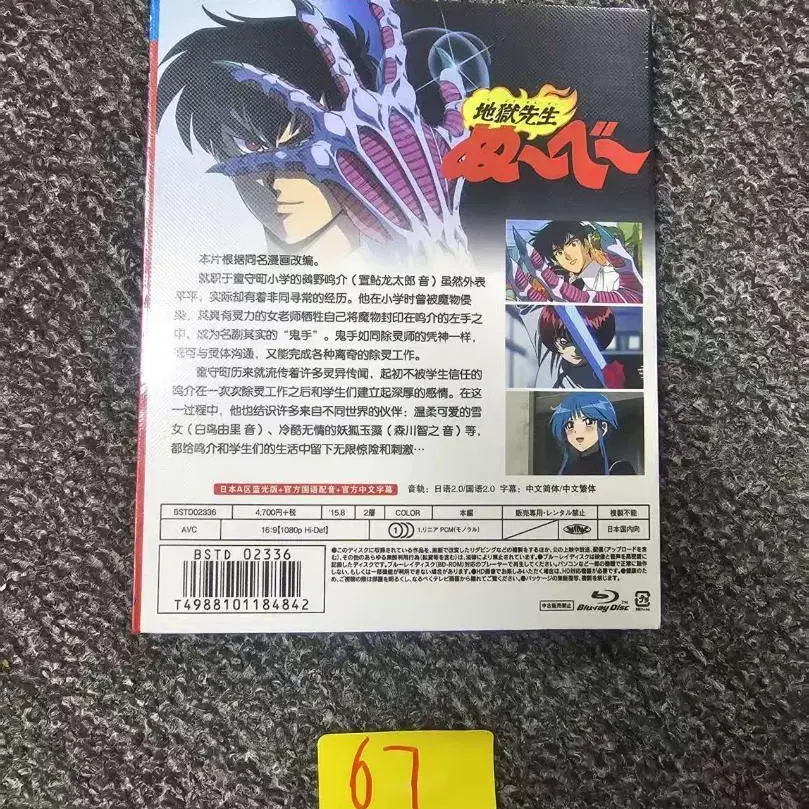 地獄先生
ぬ〜べ〜
本片根据同名漫画改编。
就职于童守町小学的鵺野鸣介（置鲇龙太郎 音）虽然外表
平平，实际却有着非同寻常的经历。他在小学时曾被魔物侵
染，其具有灵力的女老师牺牲自己将魔物封印在鸣介的左手之
中，成为名副其实的“鬼手”。鬼手如同除灵师的凭神一样，
既可与灵体沟通，又能完成各种离奇的除灵工作。
童守町历来就流传着许多灵异传闻，起初不被学生信任的
鸣介在一次次除灵工作之后和学生们建立起深厚的感情。在这
一过程中，他也结识许多来自不同世界的伙伴：温柔可爱的雪
女（白鸟由里 音）、冷酷无情的妖狐玉藻（森川智之 音）等，
都给鸣介和学生们的生活中留下无限惊险和刺激…
日本A区蓝光版+官方国语配音+官方中文字幕 音轨：日语2.0/国语2.0 字幕：中文简体/中文繁体
BSTD02336 4,700円+税 '15.8 2層 COLOR 本編 販売専用・レンタル禁止 複製不能
AVC 16:9[1080p Hi-Def] 1.リニア PCM(モノラル) 日本国内向
BSTD 02336
T4988101184842
中古販売禁止 Blu-ray Disc
67